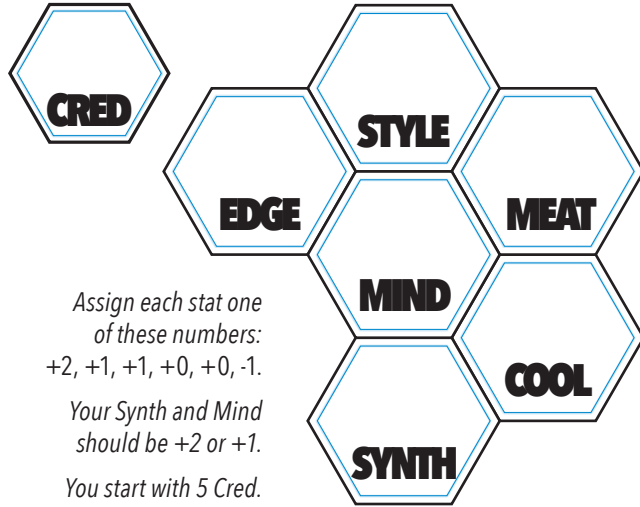 CRED
STYLE
EDGE
MEAT
MIND
COOL
SYNTH
Assign each stat one
of these numbers:
+2, +1, +1, +0, +0, -1.
Your Synth and Mind
should be +2 or +1.
You start with 5 Cred.